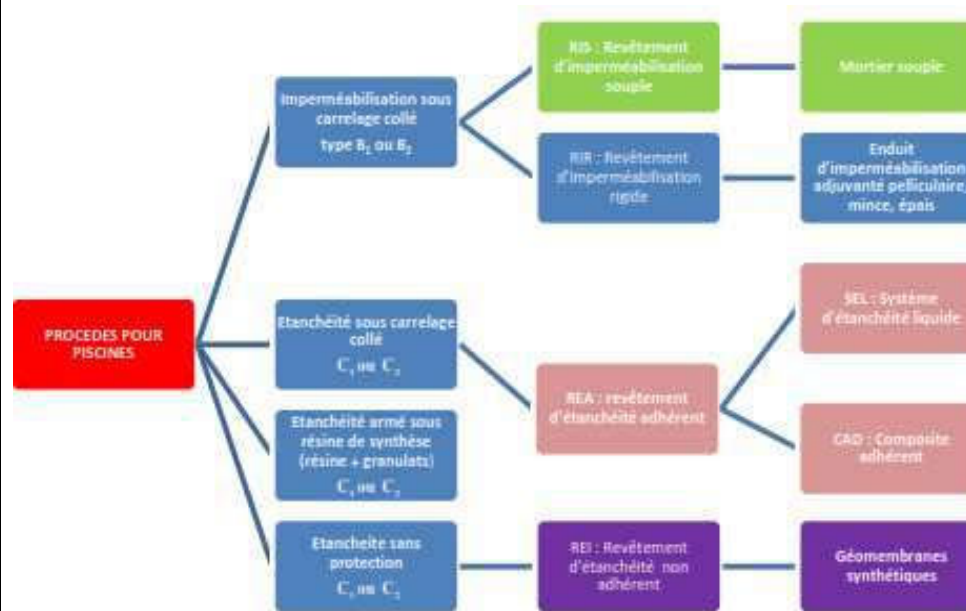 PROCEDES POUR
PISCINES
Imperméabilisation sous
carrelage collé
type B₁ ou B₂
RIS : Revêtement
d'imperméabilisation
souple
Mortier souple
RIR : Revêtement
d'imperméabilisation
rigide
Enduit
d'imperméabilisation
adjuvanté pelliculaire,
mince, épais
Etanchéité sous carrelage
collé
C₁ ou C₂
Etanchéité armé sous
résine de synthèse
(résine + granulats)
C₁ ou C₂
REA : revêtement
d'étanchéité adhérent
SEL : Système
d'étanchéité liquide
CAD : Composite
adhérent
Etancheite sans
protection
C₁ ou C₂
REI : Revêtement
d'étanchéité non
adhérent
Géomembranes
synthétiques